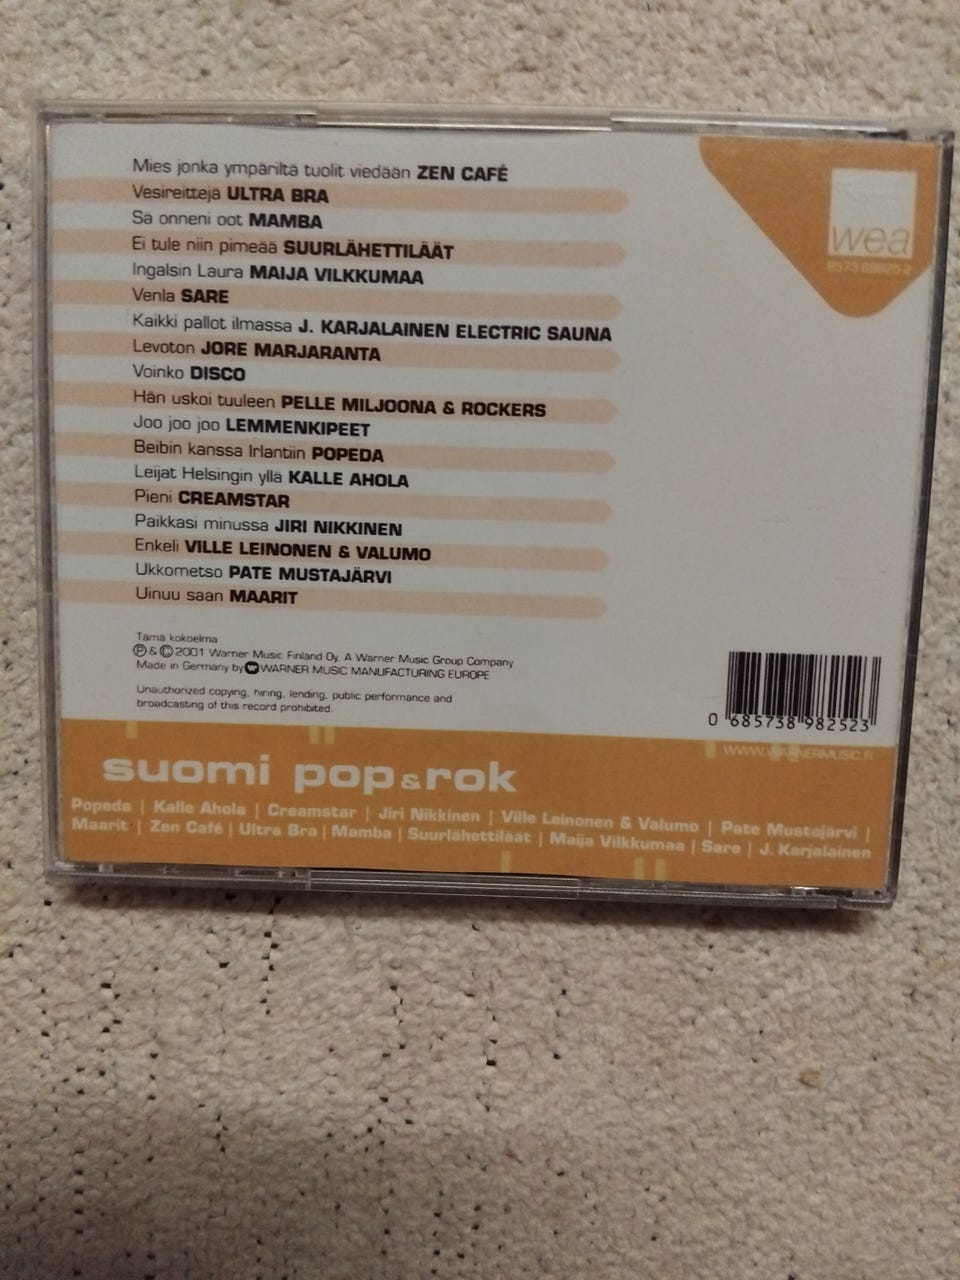 Mies jonka ympäriltä tuolit viedään ZEN CAFÉ
Vesireittejä ULTRA BRA
Sä onneni oot MAMBA
Ei tule niin pimeää SUURLÄHETTILÄÄT
Ingalsin Laura MAIJA VILKKUMAA
Venla SARE
Kaikki pallot ilmassa J. KARJALAINEN ELECTRIC SAUNA
Levoton JORE MARJARANTA
Voinko DISCO
Hän uskoi tuuleen PELLE MILJOONA & ROCKERS
Joo joo joo LEMMENKIPEET
Beibin kanssa Irlantiin POPEDA
Leijat Helsingin yllä KALLE AHOLA
Pieni CREAMSTAR
Paikkasi minussa JIRI NIKKINEN
Enkeli VILLE LEINONEN & VALUMO
Ukkometso PATE MUSTAJÄRVI
Uinuu saan MAARIT
wea
8573 89825-2
Tämä kokoelma
Ⓟ & © 2001 Warner Music Finland Oy, A Warner Music Group Company
Made in Germany by WARNER MUSIC MANUFACTURING EUROPE
Unauthorized copying, hiring, lending, public performance and
broadcasting of this record prohibited.
0 685738 982523
WWW.WARNERMUSIC.FI
suomi pop&rok
Popeda | Kalle Ahola | Creamstar | Jiri Nikkinen | Ville Leinonen & Valumo | Pate Mustajärvi |
Maarit | Zen Café | Ultra Bra | Mamba | Suurlähettiläät | Maija Vilkkumaa | Sare | J. Karjalainen